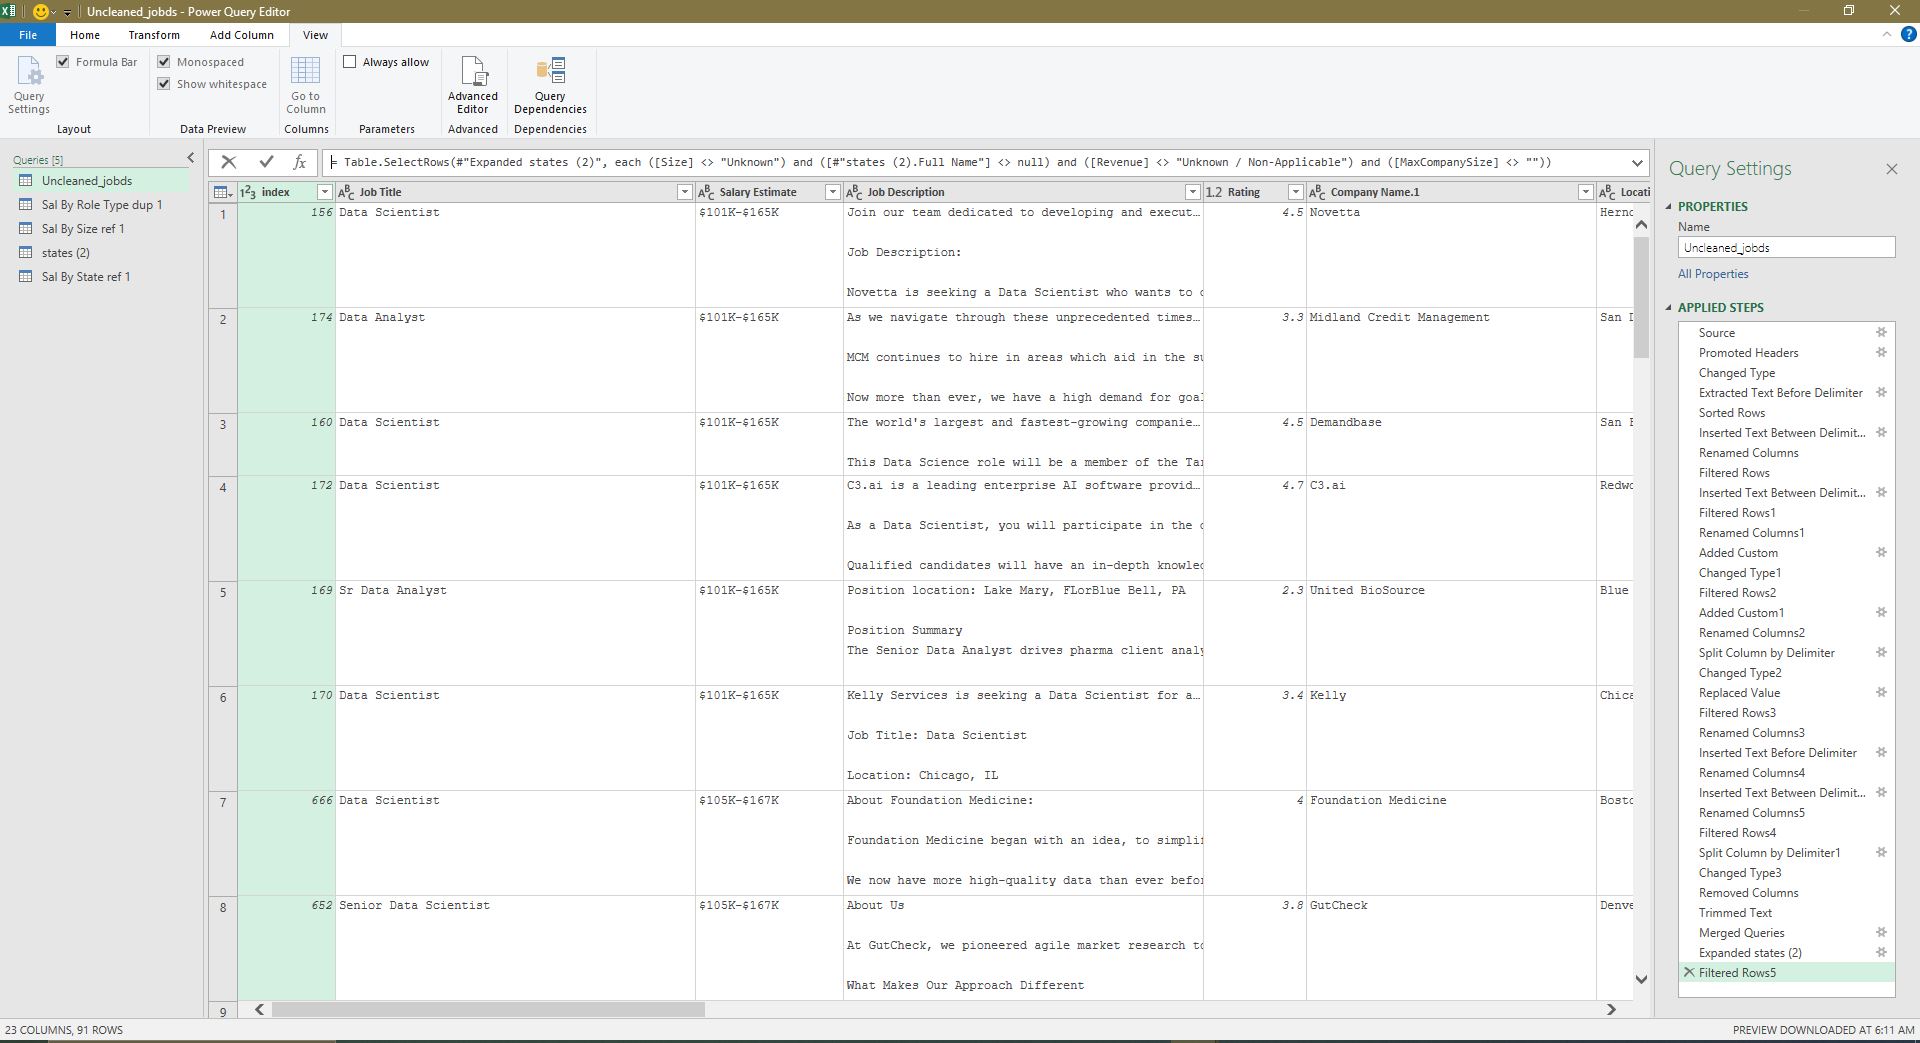 Uncleaned_jobds - Power Query Editor
File Home Transform Add Column View
Query Settings
Formula Bar
Layout
Monospaced
Show whitespace
Data Preview
Go to Column
Columns
Always allow
Parameters
Advanced Editor
Advanced
Query Dependencies
Dependencies
Queries [5]
Uncleaned_jobds
Sal By Role Type dup 1
Sal By Size ref 1
states (2)
Sal By State ref 1
fx = Table.SelectRows(#"Expanded states (2)", each ([Size] <> "Unknown") and ([#"states (2).Full Name"] <> null) and ([Revenue] <> "Unknown / Non-Applicable") and ([MaxCompanySize] <> ""))
123 index ABC Job Title ABC Salary Estimate ABC Job Description 1.2 Rating ABC Company Name.1 ABC Locati
1 156 Data Scientist $101K-$165K Join our team dedicated to developing and execut... 4.5 Novetta Hernd
Job Description:
Novetta is seeking a Data Scientist who wants to c
2 174 Data Analyst $101K-$165K As we navigate through these unprecedented times... 3.3 Midland Credit Management San D
MCM continues to hire in areas which aid in the su
Now more than ever, we have a high demand for goal
3 160 Data Scientist $101K-$165K The world's largest and fastest-growing companie... 4.5 Demandbase San F
This Data Science role will be a member of the Tar
4 172 Data Scientist $101K-$165K C3.ai is a leading enterprise AI software provid... 4.7 C3.ai Redwo
As a Data Scientist, you will participate in the d
Qualified candidates will have an in-depth knowled
5 169 Sr Data Analyst $101K-$165K Position location: Lake Mary, FLorBlue Bell, PA 2.3 United BioSource Blue
Position Summary
The Senior Data Analyst drives pharma client analy
6 170 Data Scientist $101K-$165K Kelly Services is seeking a Data Scientist for a... 3.4 Kelly Chica
Job Title: Data Scientist
Location: Chicago, IL
7 666 Data Scientist $105K-$167K About Foundation Medicine: 4 Foundation Medicine Bosto
Foundation Medicine began with an idea, to simplif
We now have more high-quality data than ever befor
8 652 Senior Data Scientist $105K-$167K About Us 3.8 GutCheck Denve
At GutCheck, we pioneered agile market research to
What Makes Our Approach Different
9
Query Settings
PROPERTIES
Name
Uncleaned_jobds
All Properties
APPLIED STEPS
Source
Promoted Headers
Changed Type
Extracted Text Before Delimiter
Sorted Rows
Inserted Text Between Delimit...
Renamed Columns
Filtered Rows
Inserted Text Between Delimit...
Filtered Rows1
Renamed Columns1
Added Custom
Changed Type1
Filtered Rows2
Added Custom1
Renamed Columns2
Split Column by Delimiter
Changed Type2
Replaced Value
Filtered Rows3
Renamed Columns3
Inserted Text Before Delimiter
Renamed Columns4
Inserted Text Between Delimit...
Renamed Columns5
Filtered Rows4
Split Column by Delimiter1
Changed Type3
Removed Columns
Trimmed Text
Merged Queries
Expanded states (2)
Filtered Rows5
23 COLUMNS, 91 ROWS
PREVIEW DOWNLOADED AT 6:11 AM